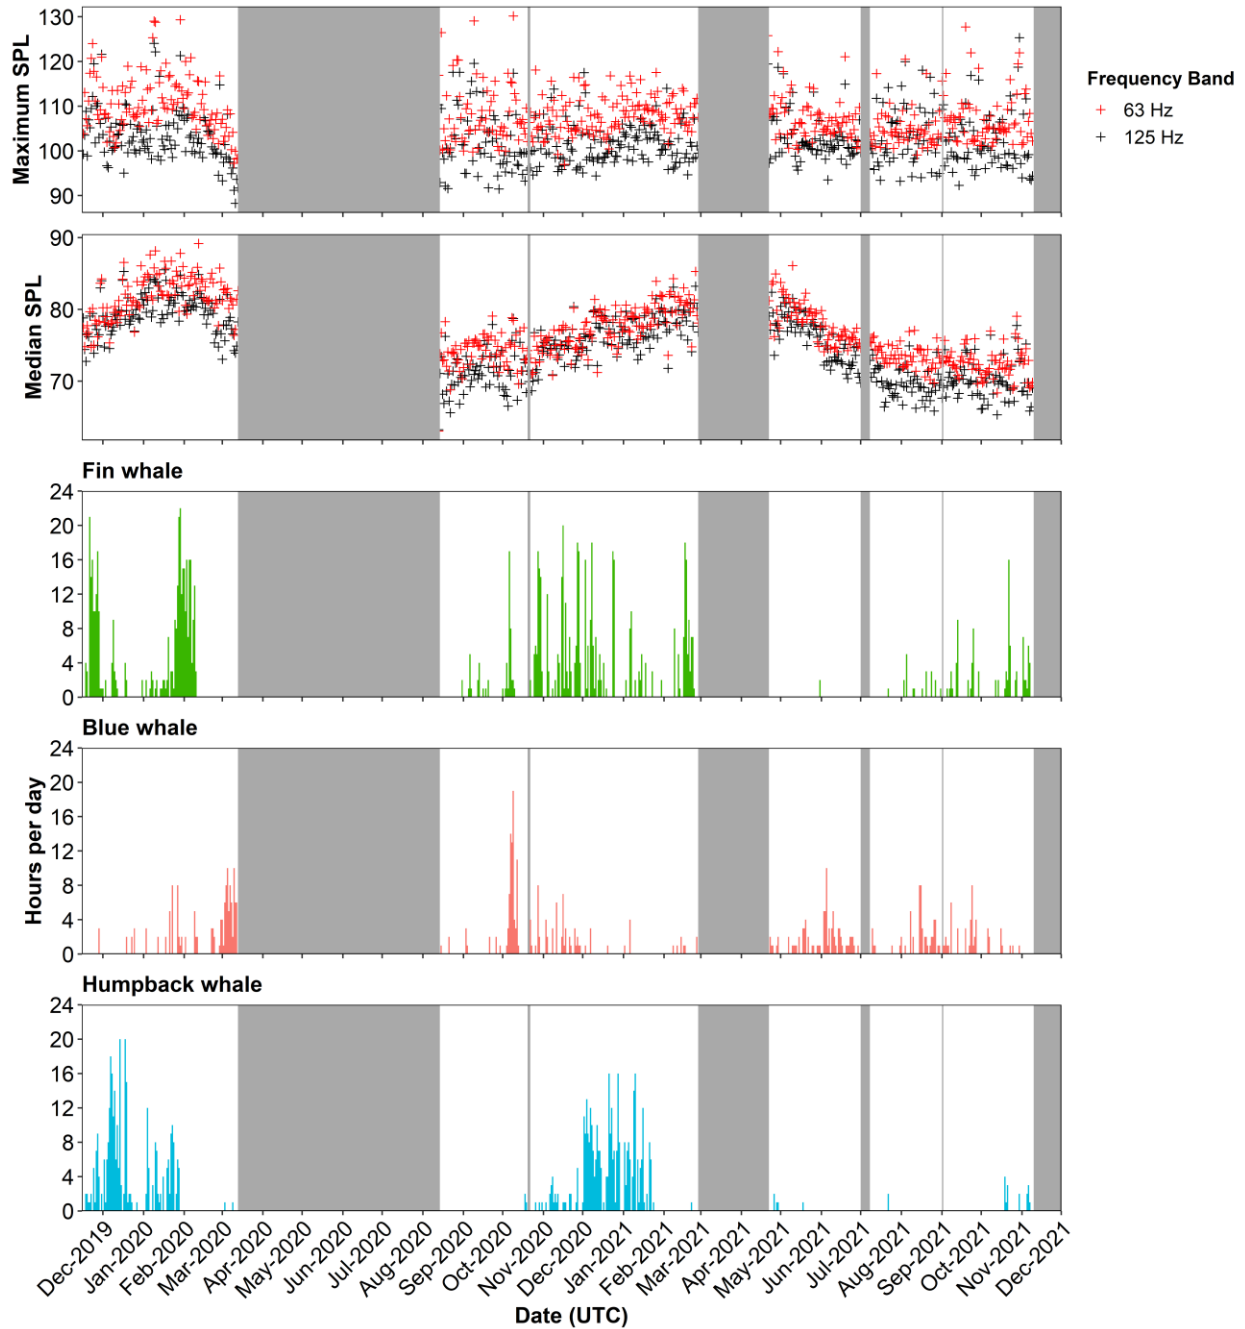 Maximum SPL
130
120
110
100
90
Frequency Band
63 Hz
125 Hz
Median SPL
90
80
70
Fin whale
24
20
16
12
8
4
0
Blue whale
Hours per day
24
20
16
12
8
4
0
Humpback whale
24
20
16
12
8
4
0
Dec-2019
Jan-2020
Feb-2020
Mar-2020
Apr-2020
May-2020
Jun-2020
Jul-2020
Aug-2020
Sep-2020
Oct-2020
Nov-2020
Dec-2020
Jan-2021
Feb-2021
Mar-2021
Apr-2021
May-2021
Jun-2021
Jul-2021
Aug-2021
Sep-2021
Oct-2021
Nov-2021
Dec-2021
Date (UTC)